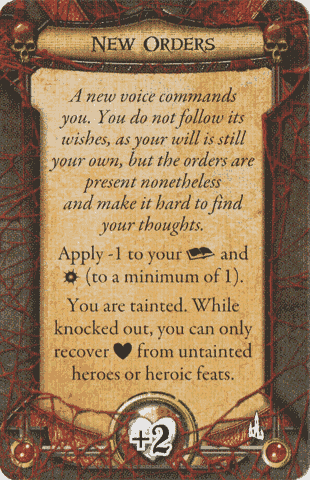 NEW ORDERS
A new voice commands
you. You do not follow its
wishes, as your will is still
your own, but the orders are
present nonetheless
and make it hard to find
your thoughts.
Apply -1 to your and
(to a minimum of 1).
You are tainted. While
knocked out, you can only
recover from untainted
heroes or heroic feats.
+2